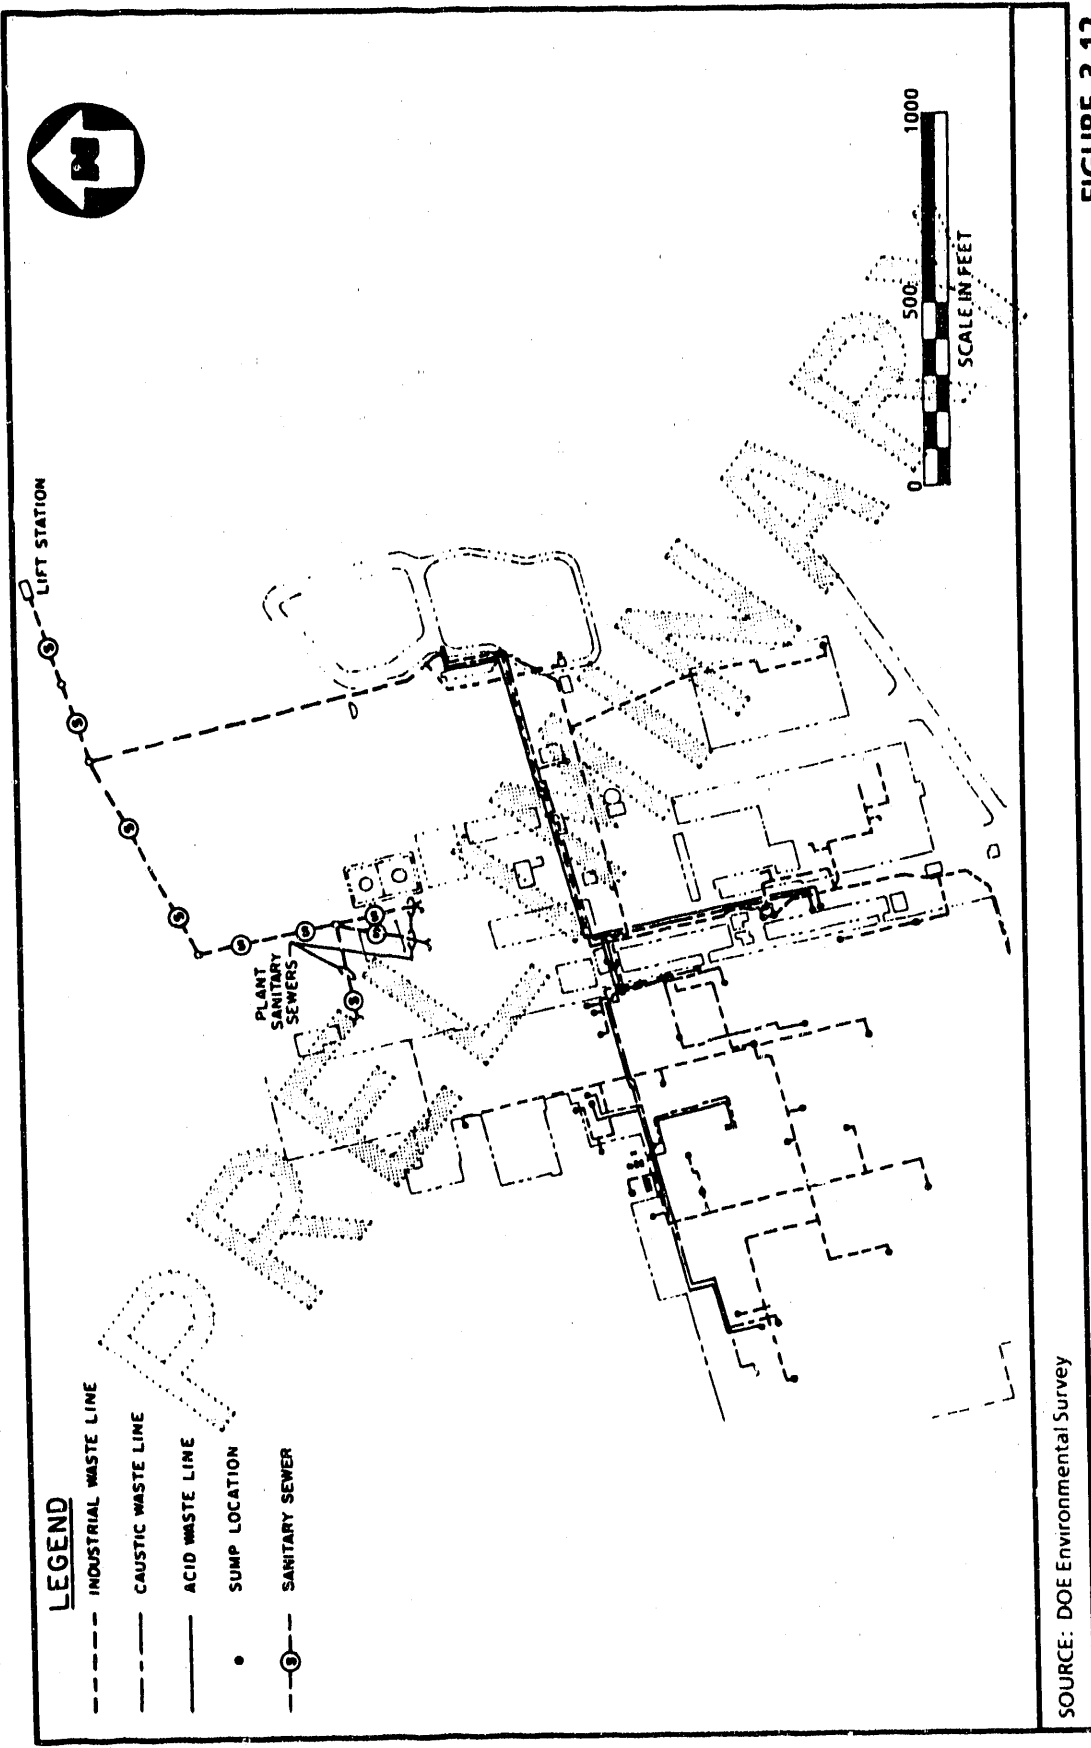 LEGEND
INDUSTRIAL WASTE LINE
CAUSTIC WASTE LINE
ACID WASTE LINE
SUMP LOCATION
S SANITARY SEWER
PLANT
SANITARY
SEWERS
S
S
S
S
S
S
S
S
S
LIFT STATION
N
PRELIMINARY
0 500 1000
SCALE IN FEET
SOURCE: DOE Environmental Survey